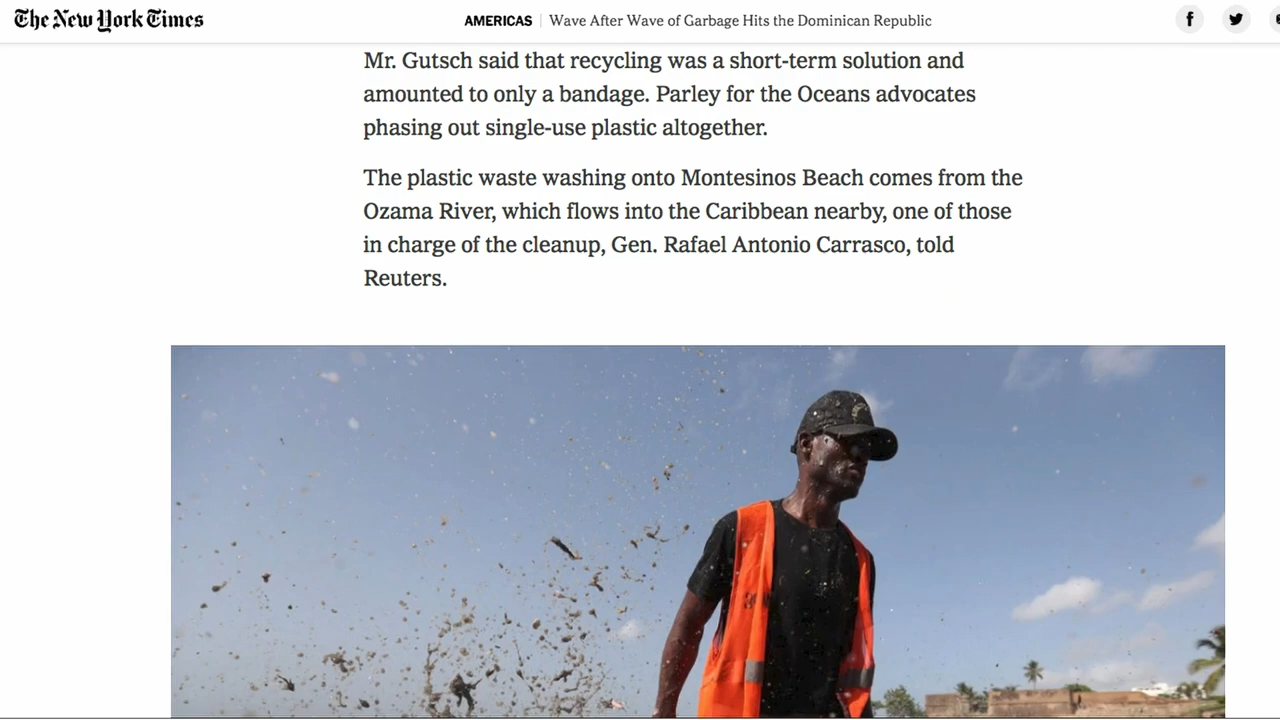 The New York Times
AMERICAS | Wave After Wave of Garbage Hits the Dominican Republic
Mr. Gutsch said that recycling was a short-term solution and
amounted to only a bandage. Parley for the Oceans advocates
phasing out single-use plastic altogether.
The plastic waste washing onto Montesinos Beach comes from the
Ozama River, which flows into the Caribbean nearby, one of those
in charge of the cleanup, Gen. Rafael Antonio Carrasco, told
Reuters.